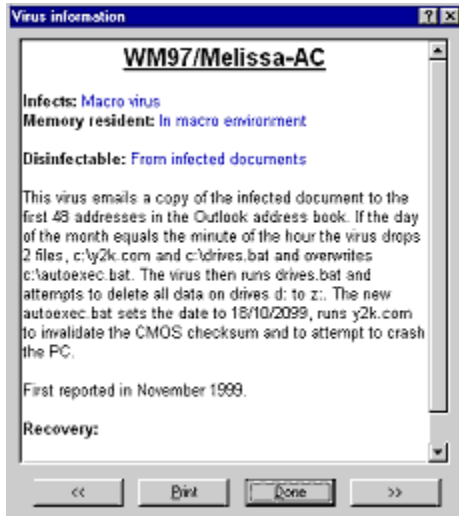 Virus information
WM97/Melissa-AC
Infects: Macro virus
Memory resident: In macro environment
Disinfectable: From infected documents
This virus emails a copy of the infected document to the
first 48 addresses in the Outlook address book. If the day
of the month equals the minute of the hour the virus drops
2 files, c:\y2k.com and c:\drives.bat and overwrites
c:\autoexec.bat. The virus then runs drives.bat and
attempts to delete all data on drives d: to z:. The new
autoexec.bat sets the date to 18/10/2099, runs y2k.com
to invalidate the CMOS checksum and to attempt to crash
the PC.
First reported in November 1999.
Recovery:
<< Print Done >>